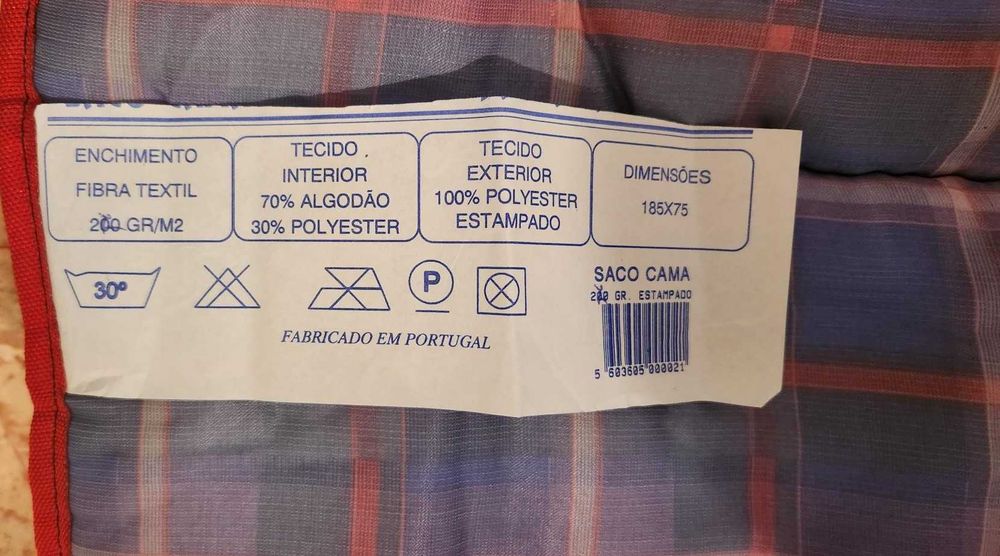 ENCHIMENTO
FIBRA TEXTIL
200 GR/M2
TECIDO
INTERIOR
70% ALGODÃO
30% POLYESTER
TECIDO
EXTERIOR
100% POLYESTER
ESTAMPADO
DIMENSÕES
185X75
30º
P
FABRICADO EM PORTUGAL
SACO CAMA
200 GR. ESTAMPADO
5 603605 000021